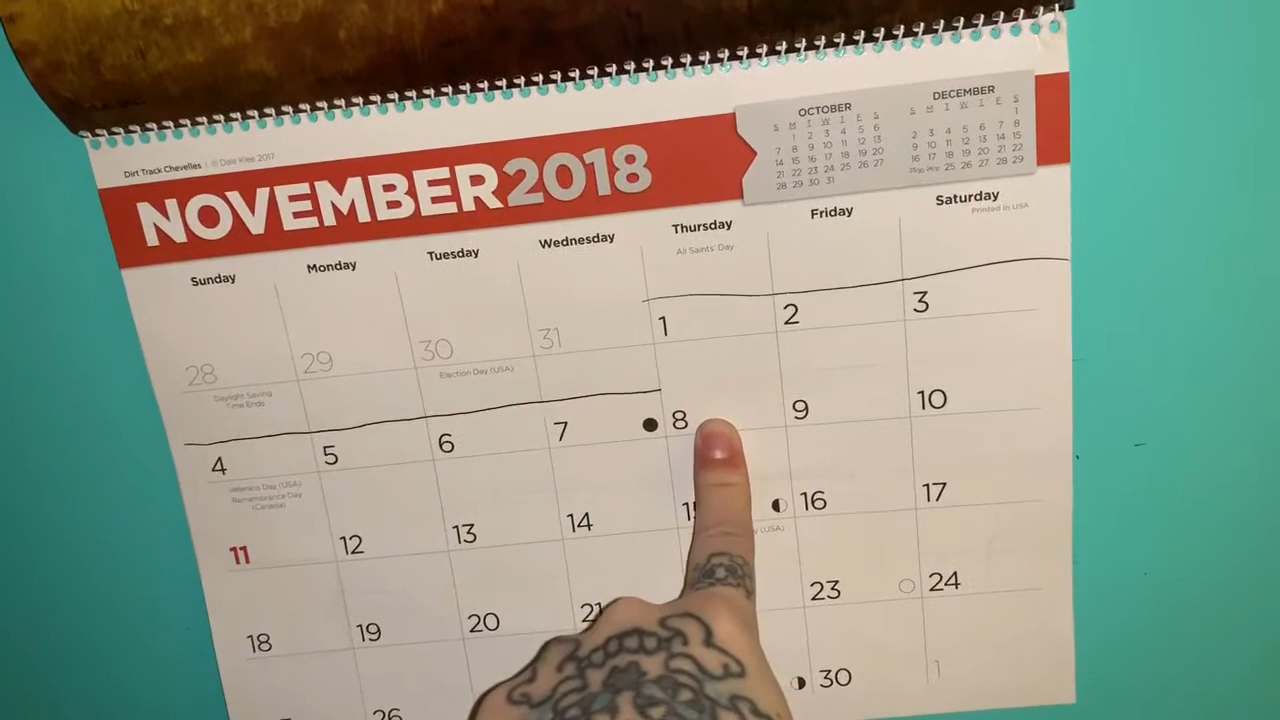 Dirt Track Chevelles | © Dale Klee 2017
NOVEMBER2018
OCTOBER
S M T W T F S
1 2 3 4 5 6
7 8 9 10 11 12 13
14 15 16 17 18 19 20
21 22 23 24 25 26 27
28 29 30 31
DECEMBER
S M T W T F S
1
2 3 4 5 6 7 8
9 10 11 12 13 14 15
16 17 18 19 20 21 22
23/30 24/31 25 26 27 28 29
Sunday Monday Tuesday Wednesday Thursday Friday Saturday
Printed in USA
All Saints' Day
28 29 30 31 1 2 3
Daylight Saving
Time Ends
Election Day (USA)
4 5 6 7 8 9 10
Veterans Day (USA)
Remembrance Day
(Canada)
11 12 13 14 16 17
(USA)
18 19 20 21 23 24
26 30 1